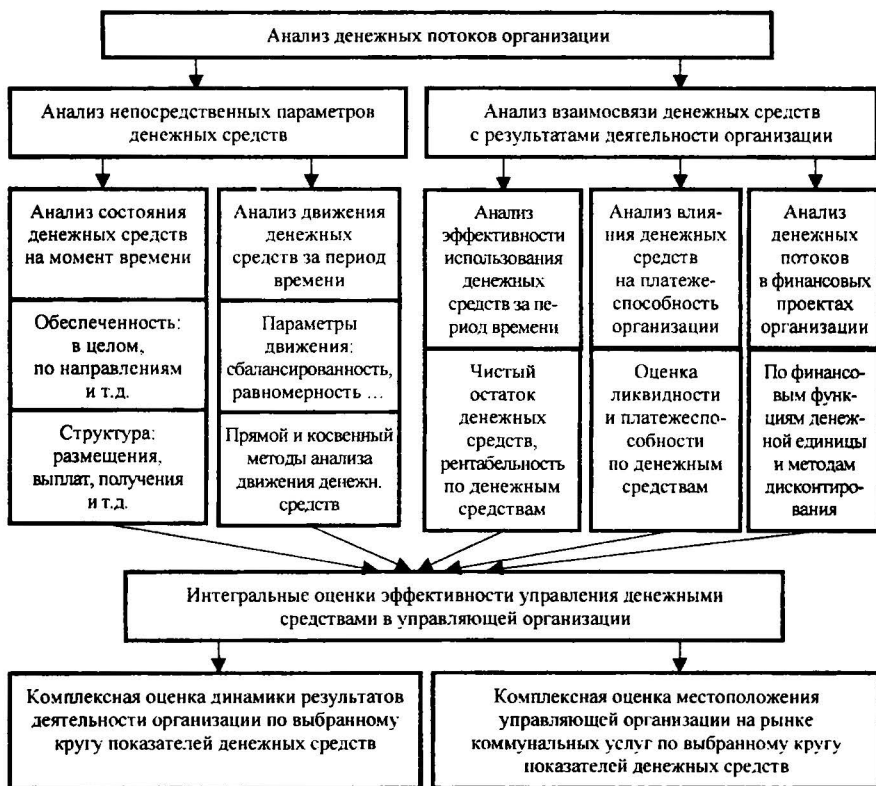 Анализ денежных потоков организации
Анализ непосредственных параметров
денежных средств
Анализ взаимосвязи денежных средств
с результатами деятельности организации
Анализ состояния
денежных средств
на момент времени
Обеспеченность:
в целом,
по направлениям
и т.д.
Структура:
размещения,
выплат, получения
и т.д.
Анализ движения
денежных
средств за период
времени
Параметры
движения:
сбалансированность,
равномерность ...
Прямой и косвенный
методы анализа
движения денежн.
средств
Анализ
эффективности
использования
денежных
средств за пе-
риод времени
Чистый
остаток
денежных
средств,
рентабельность
по денежным
средствам
Анализ влия-
ния денежных
средств
на платеже-
способность
организации
Оценка
ликвидности
и платежеспо-
собности
по денежным
средствам
Анализ
денежных
потоков
в финансовых
проектах
организации
По финансо-
вым функ-
циям денеж-
ной единицы
и методам
дисконтиро-
вания
Интегральные оценки эффективности управления денежными
средствами в управляющей организации
Комплексная оценка динамики результатов
деятельности организации по выбранному
кругу показателей денежных средств
Комплексная оценка местоположения
управляющей организации на рынке
коммунальных услуг по выбранному кругу
показателей денежных средств